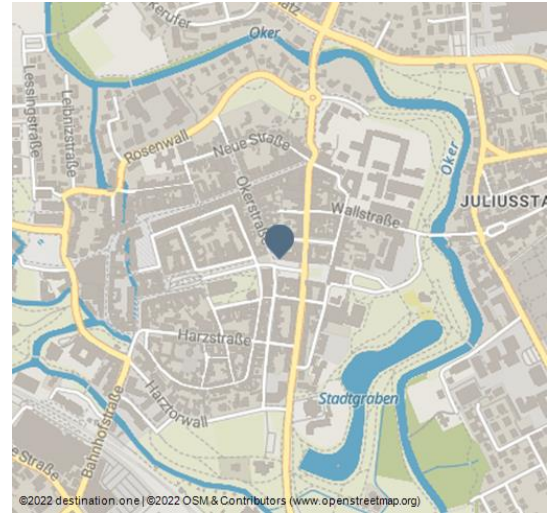 Oker
Lessingstraße
Leibnizstraße
Rosenwall
Neue Straße
Oker
Okerstraße
Wallstraße
JULIUSSTA
Harzstraße
Stadtgraben
Harztorwall
Bahnhofstraße
e Straße
©2022 destination.one | ©2022 OSM & Contributors (www.openstreetmap.org)